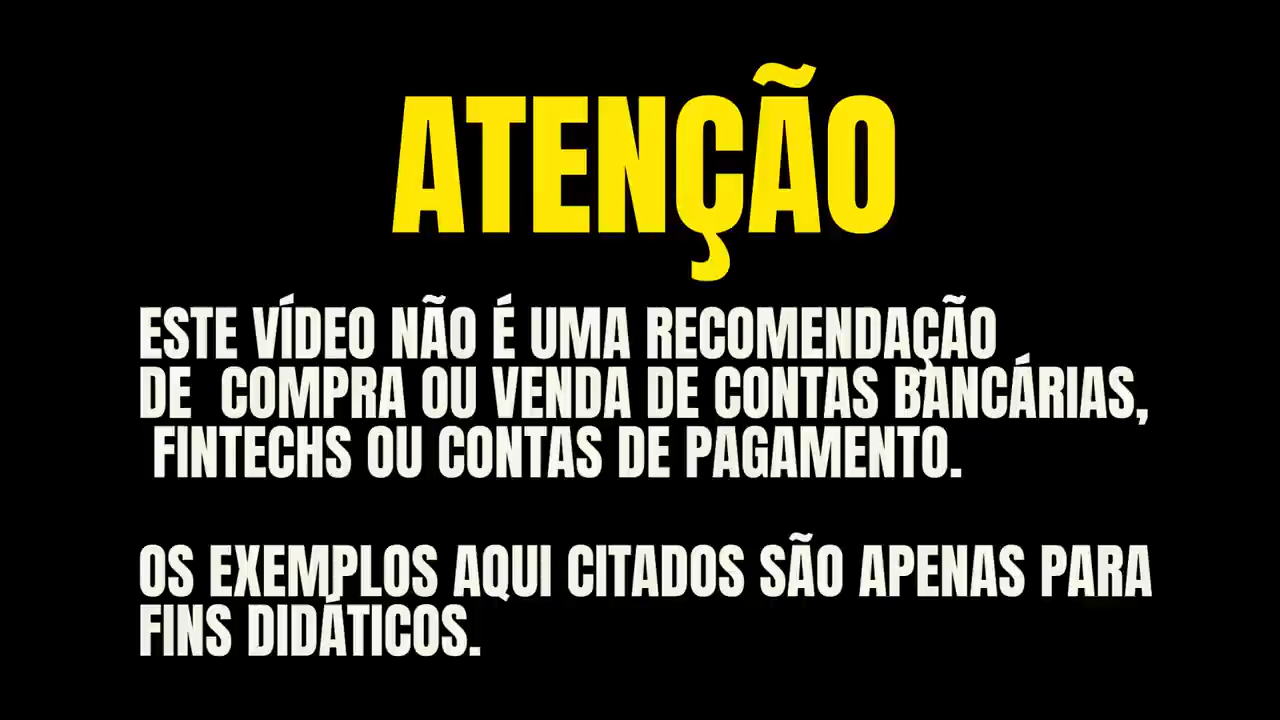 ATENÇÃO
ESTE VÍDEO NÃO É UMA RECOMENDAÇÃO
DE COMPRA OU VENDA DE CONTAS BANCÁRIAS,
FINTECHS OU CONTAS DE PAGAMENTO.
OS EXEMPLOS AQUI CITADOS SÃO APENAS PARA
FINS DIDÁTICOS.